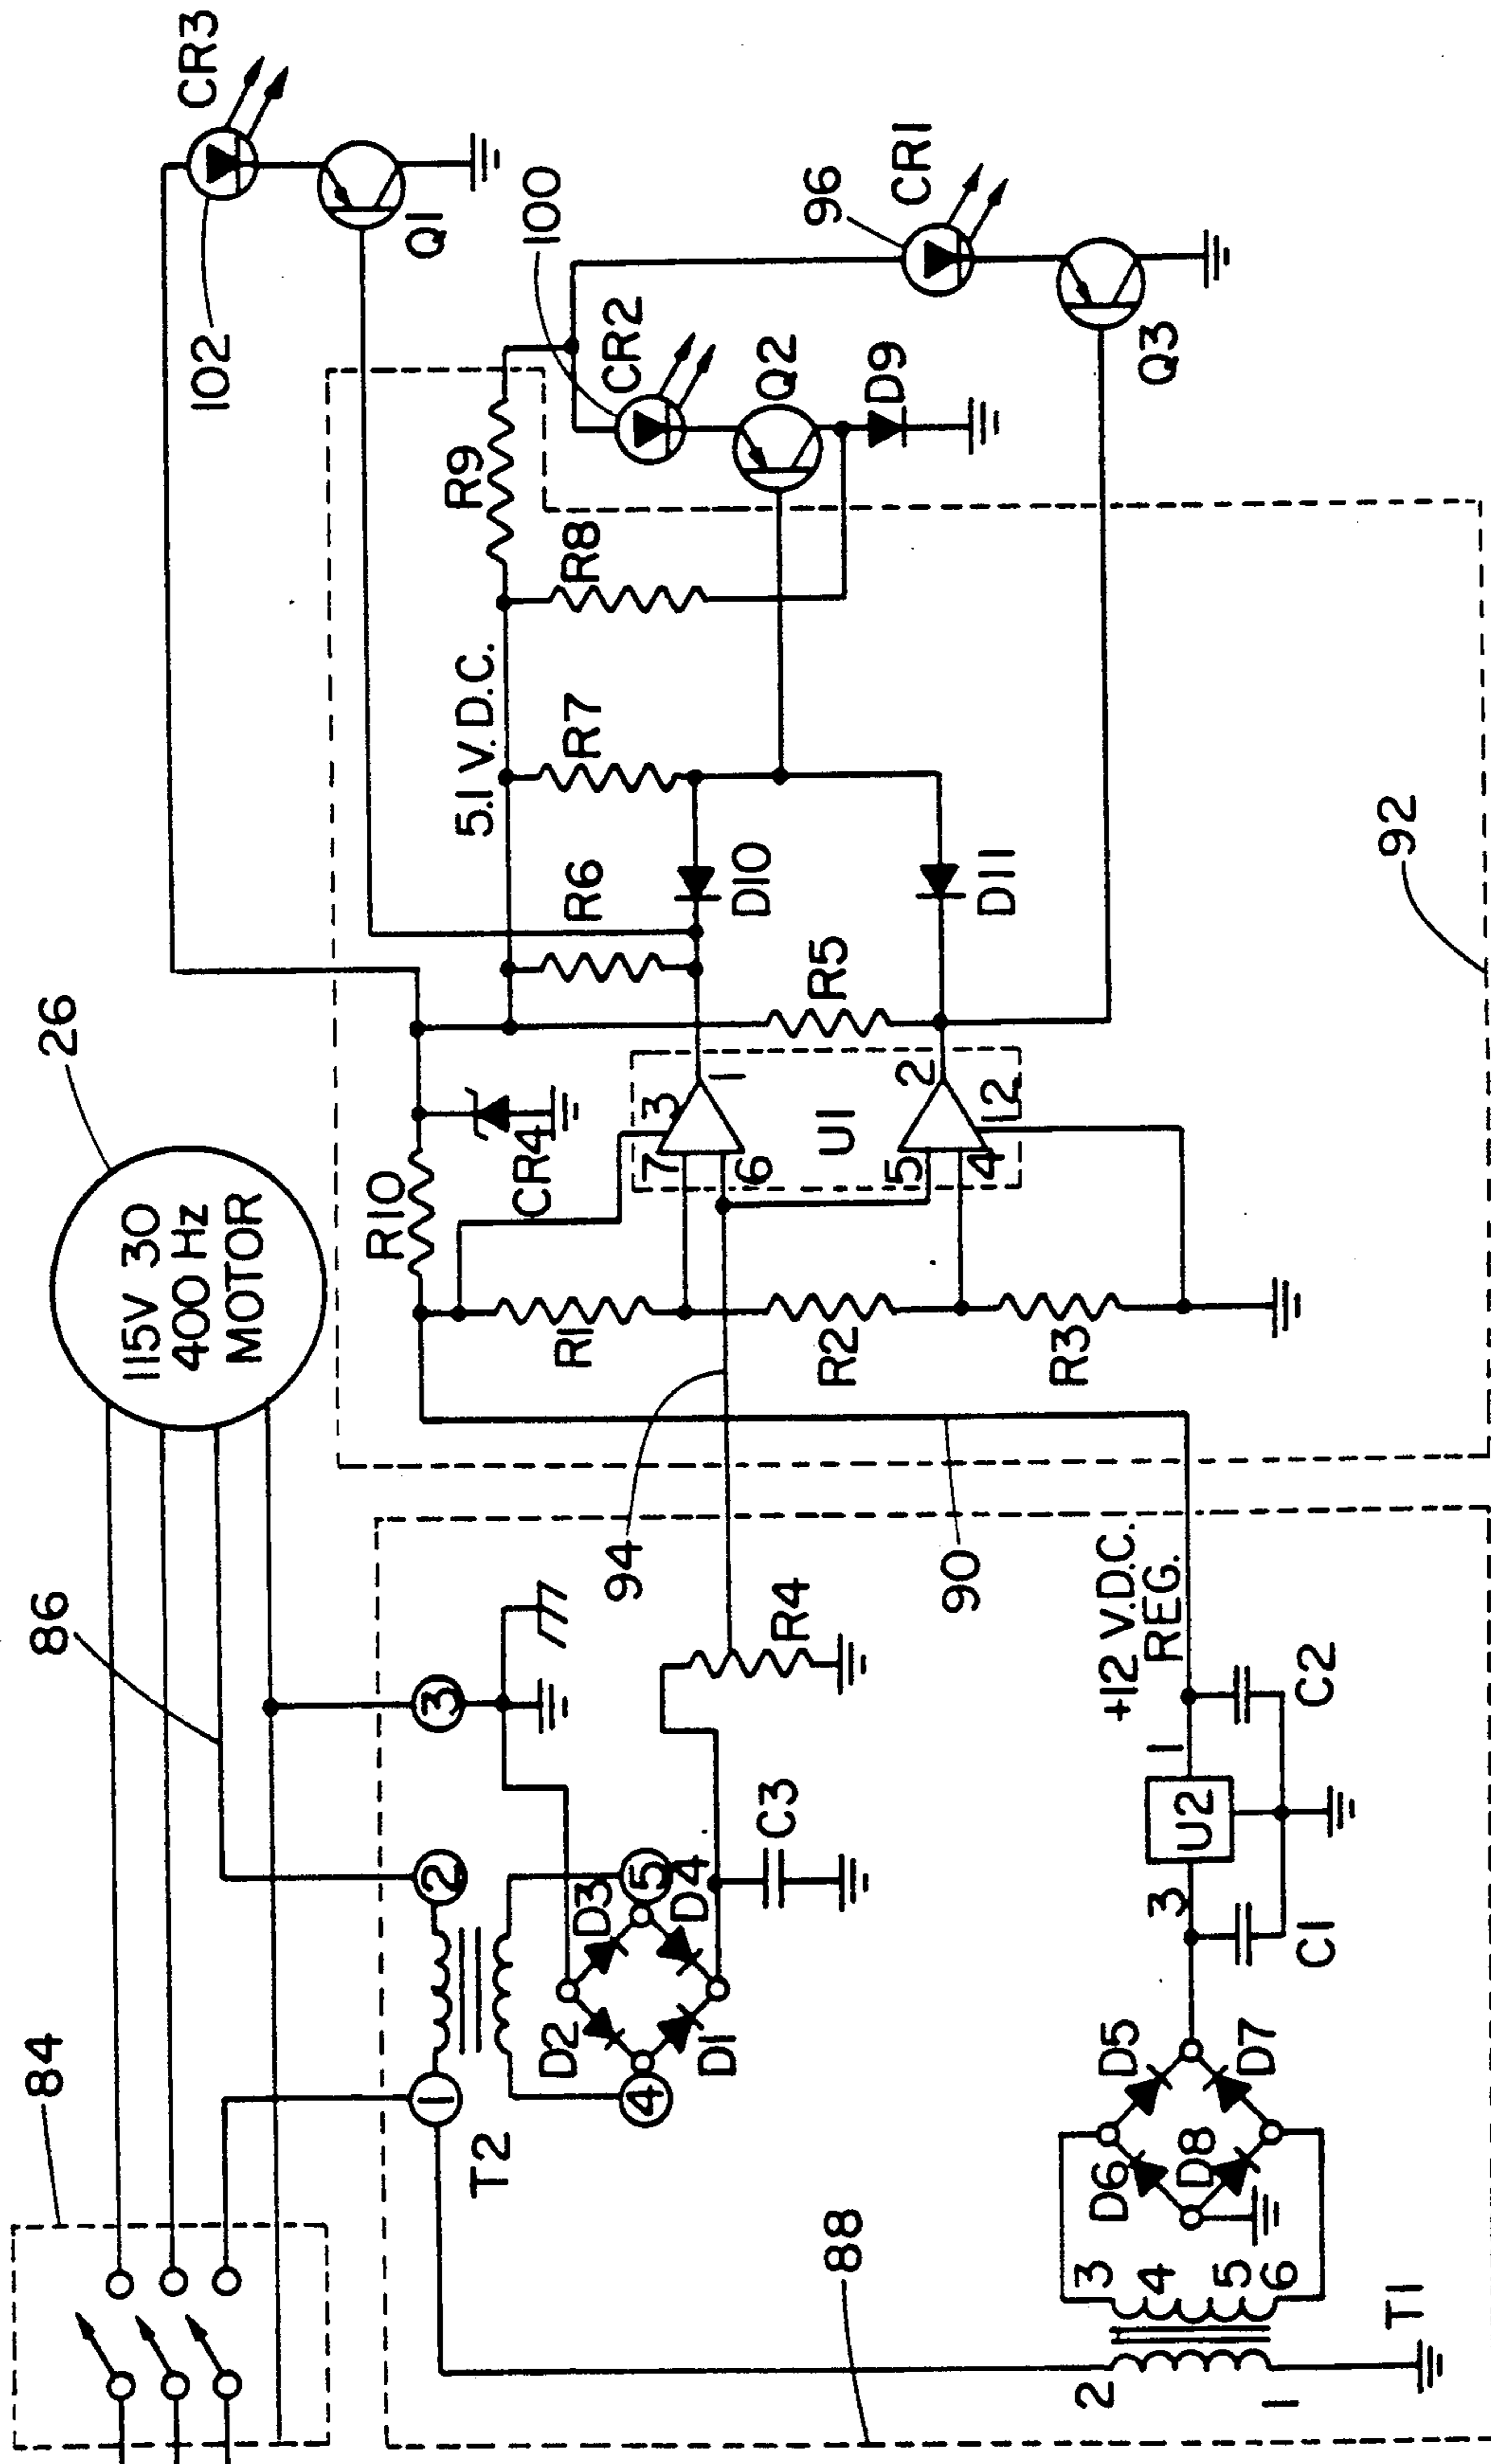 84
86
115V 30
400 Hz
MOTOR
26
102
CR3
Q1
1
2
3
T2
4
5
D2
D3
D1
D4
C3
R4
94
R10
CR4
R1
R2
R3
7
3
6
1
U1
5
4
2
12
R6
R5
5.1 V.D.C.
R7
D10
D11
R8
R9
100
CR2
Q2
D9
96
CR1
Q3
88
2
1
T1
3
4
5
6
D6
D5
D8
D7
3
U2
1
C1
C2
+12 V.D.C.
REG.
90
92